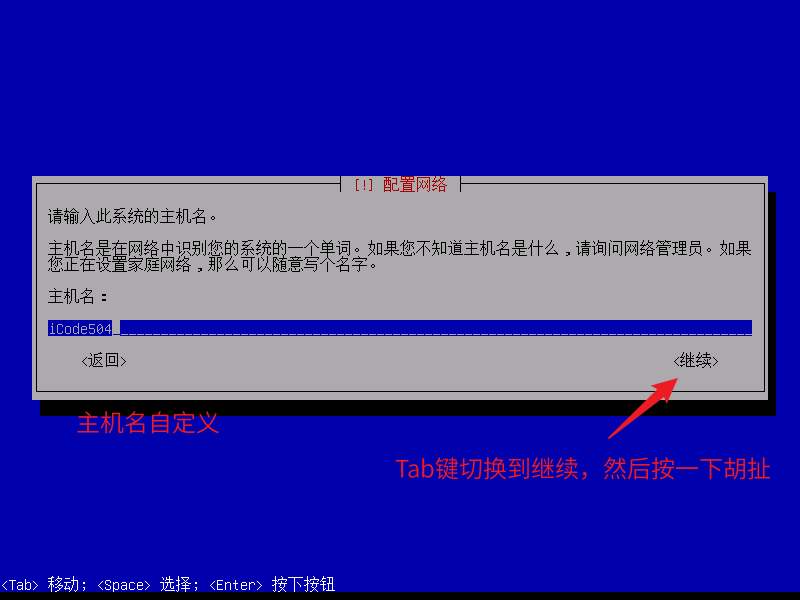 [!] 配置网络
请输入此系统的主机名。
主机名是在网络中识别您的系统的一个单词。如果您不知道主机名是什么，请询问网络管理员。如果
您正在设置家庭网络，那么可以随意写个名字。
主机名：
iCode504
<返回> <继续>
主机名自定义
Tab键切换到继续，然后按一下胡扯
<Tab> 移动; <Space> 选择; <Enter> 按下按钮